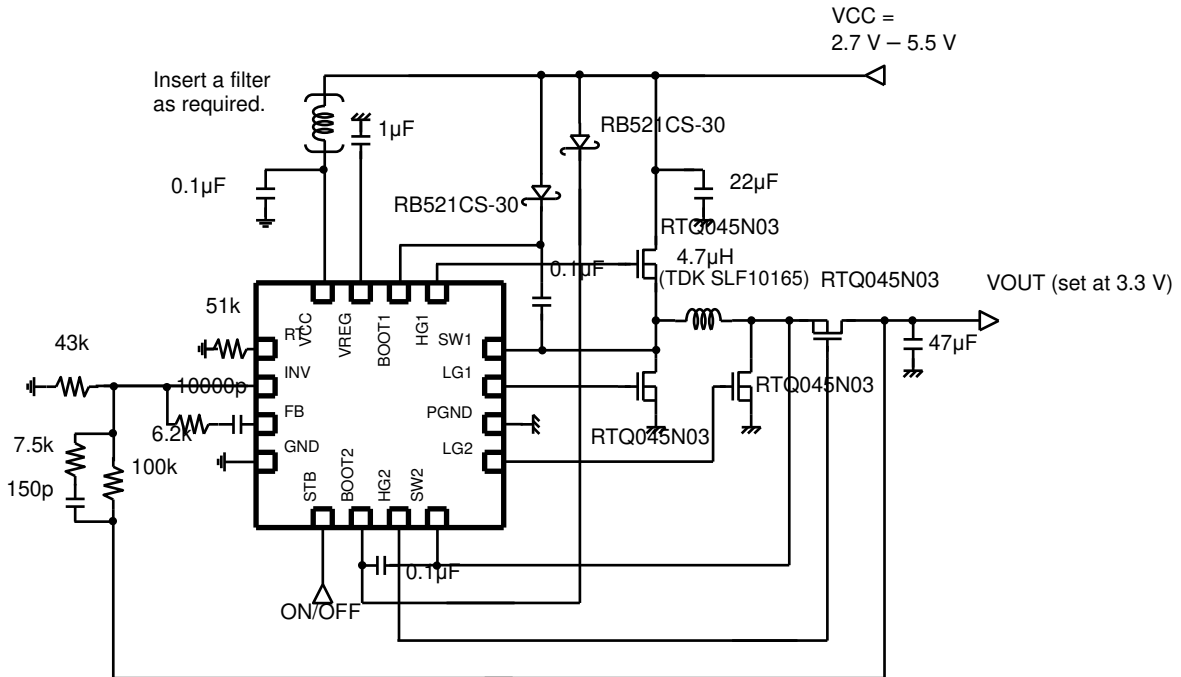 VCC =
2.7 V – 5.5 V
Insert a filter
as required.
1µF
RB521CS-30
0.1µF
RB521CS-30
22µF
RTQ045N03
4.7µH
0.1µF
(TDK SLF10165)
RTQ045N03
VOUT (set at 3.3 V)
51k
RT
VCC
VREG
BOOT1
HG1
SW1
43k
47µF
INV
10000p
LG1
RTQ045N03
FB
PGND
6.2k
RTQ045N03
7.5k
GND
LG2
100k
150p
STB
BOOT2
HG2
SW2
0.1µF
ON/OFF